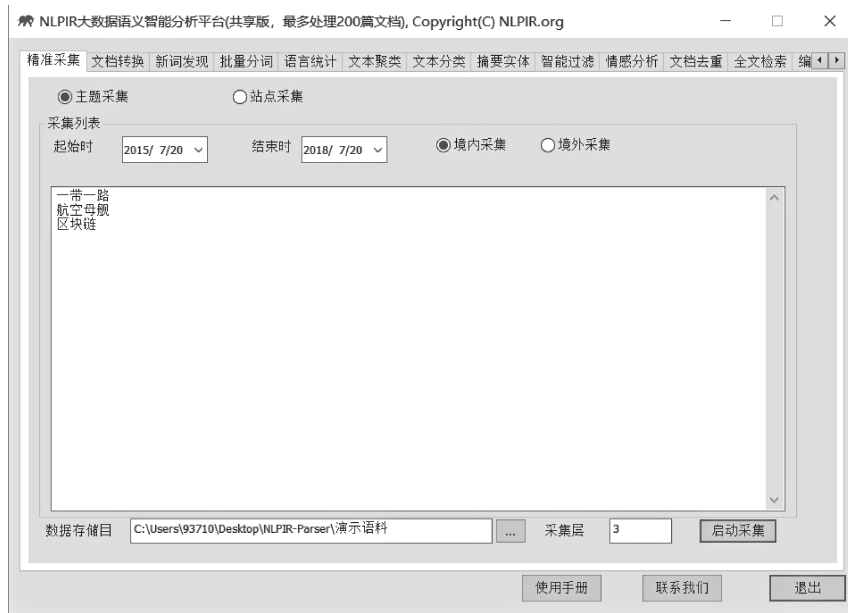 NLPIR大数据语义智能分析平台(共享版，最多处理200篇文档), Copyright(C) NLPIR.org
精准采集 文档转换 新词发现 批量分词 语言统计 文本聚类 文本分类 摘要实体 智能过滤 情感分析 文档去重 全文检索 编
主题采集 站点采集
采集列表
起始时 2015/ 7/20 结束时 2018/ 7/20 境内采集 境外采集
一带一路
航空母舰
区块链
数据存储目 C:\Users\93710\Desktop\NLPIR-Parser\演示语料 ... 采集层 3 启动采集
使用手册 联系我们 退出